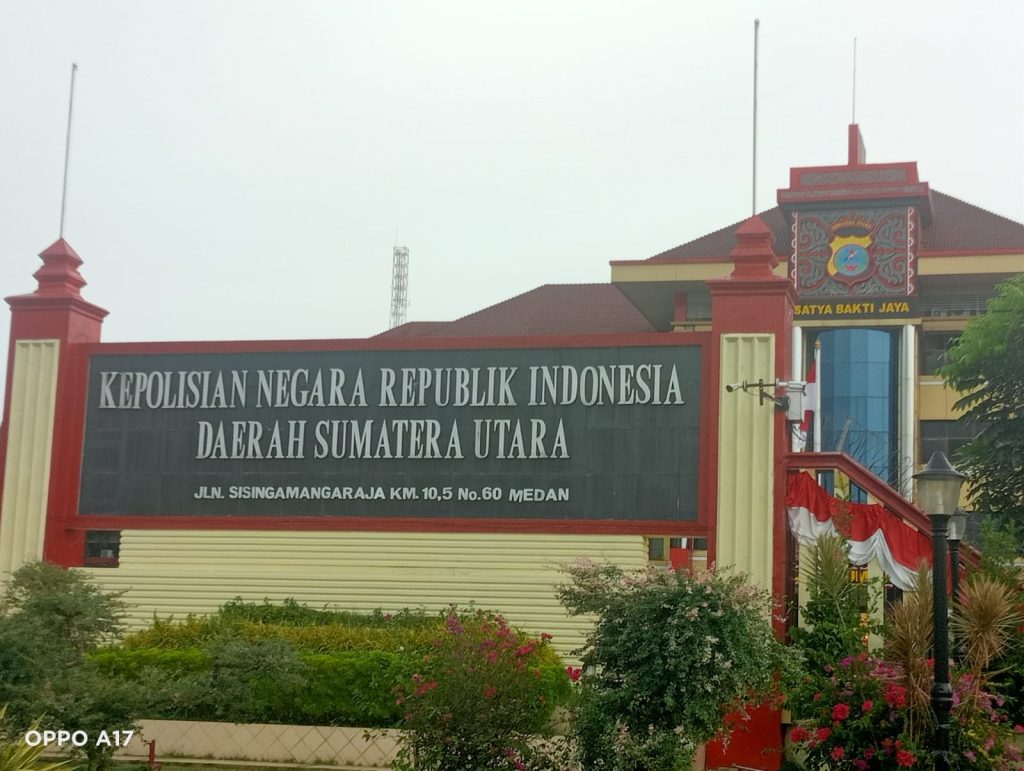 SATYA BAKTI JAYA
KEPOLISIAN NEGARA REPUBLIK INDONESIA
DAERAH SUMATERA UTARA
JLN. SISINGAMANGARAJA KM. 10,5 No. 60 MEDAN
OPPO A17